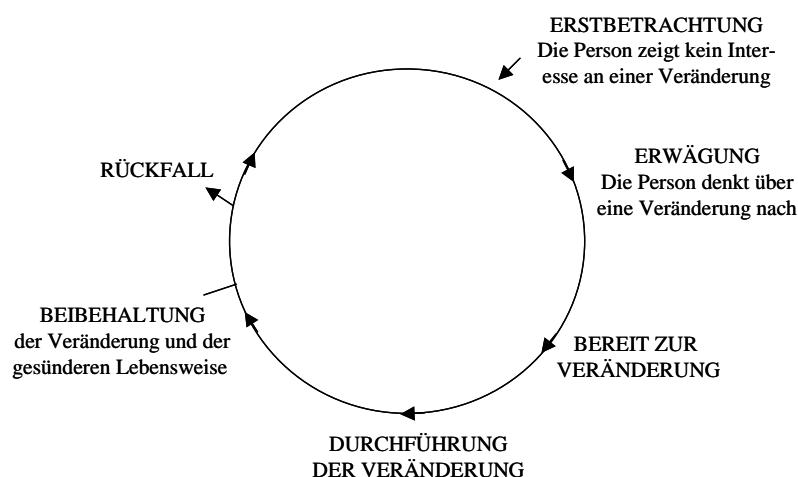 ERSTBETRACHTUNG
Die Person zeigt kein Inter-
esse an einer Veränderung
ERWÄGUNG
Die Person denkt über
eine Veränderung nach
BEREIT ZUR
VERÄNDERUNG
DURCHFÜHRUNG
DER VERÄNDERUNG
BEIBEHALTUNG
der Veränderung und der
gesünderen Lebensweise
RÜCKFALL